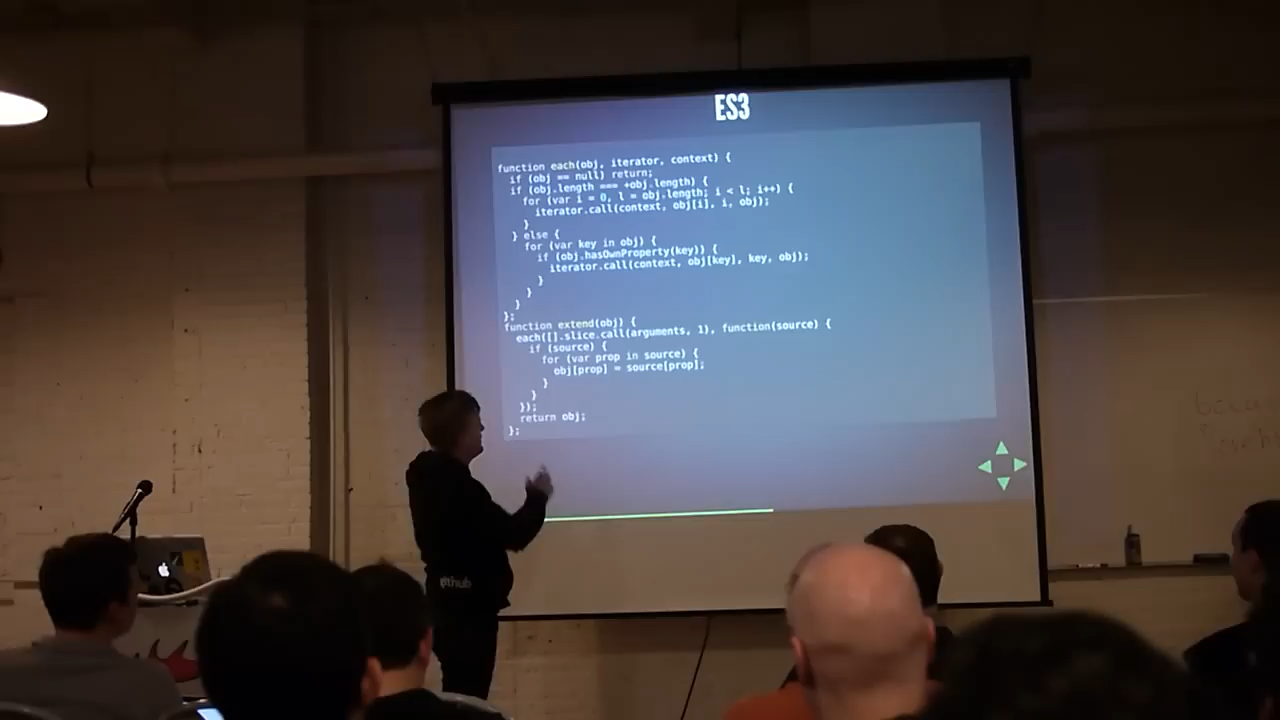 ES3
function each(obj, iterator, context) {
if (obj == null) return;
if (obj.length === +obj.length) {
for (var i = 0, l = obj.length; i < l; i++) {
iterator.call(context, obj[i], i, obj);
}
} else {
for (var key in obj) {
if (obj.hasOwnProperty(key)) {
iterator.call(context, obj[key], key, obj);
}
}
}
};
function extend(obj) {
each([].slice.call(arguments, 1), function(source) {
if (source) {
for (var prop in source) {
obj[prop] = source[prop];
}
}
});
return obj;
};
github